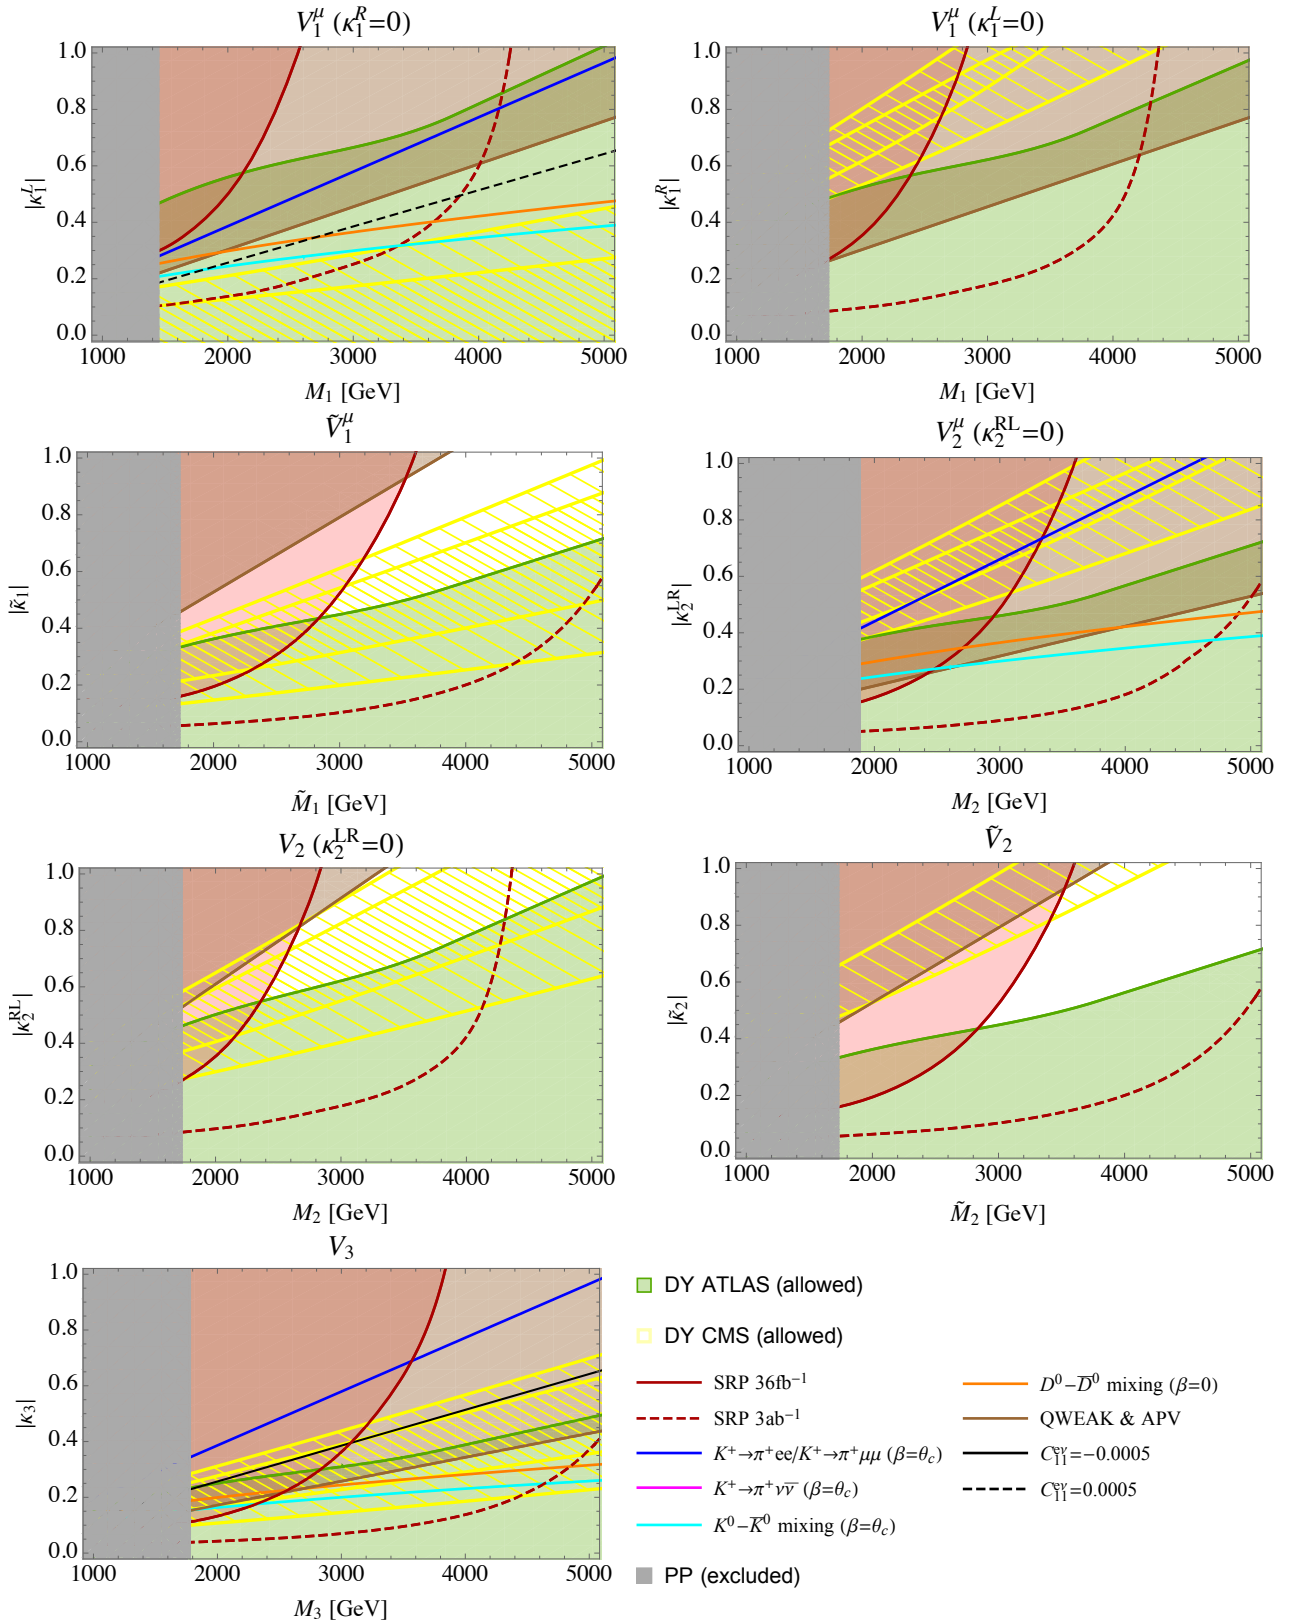 V₁^μ (κ₁^R=0)
V₁^μ (κ₁^L=0)
1.0
0.8
0.6
0.4
0.2
0.0
|κ₁^L|
1000 2000 3000 4000 5000
M₁ [GeV]
1.0
0.8
0.6
0.4
0.2
0.0
|κ₁^R|
1000 2000 3000 4000 5000
M₁ [GeV]
Ṽ₁^μ
V₂^μ (κ₂^RL=0)
1.0
0.8
0.6
0.4
0.2
0.0
|κ̃₁|
1000 2000 3000 4000 5000
M̃₁ [GeV]
1.0
0.8
0.6
0.4
0.2
0.0
|κ₂^LR|
1000 2000 3000 4000 5000
M₂ [GeV]
V₂ (κ₂^LR=0)
Ṽ₂
1.0
0.8
0.6
0.4
0.2
0.0
|κ₂^RL|
1000 2000 3000 4000 5000
M₂ [GeV]
1.0
0.8
0.6
0.4
0.2
0.0
|κ̃₂|
1000 2000 3000 4000 5000
M̃₂ [GeV]
V₃
1.0
0.8
0.6
0.4
0.2
0.0
|κ₃|
1000 2000 3000 4000 5000
M₃ [GeV]
DY ATLAS (allowed)
DY CMS (allowed)
SRP 36fb⁻¹
SRP 3ab⁻¹
K⁺→π⁺ee/K⁺→π⁺μμ (β=θ_c)
K⁺→π⁺νν̅ (β=θ_c)
K⁰–K̅⁰ mixing (β=θ_c)
D⁰–D̅⁰ mixing (β=0)
QWEAK & APV
C₁₁^eν=−0.0005
C₁₁^eν=0.0005
PP (excluded)